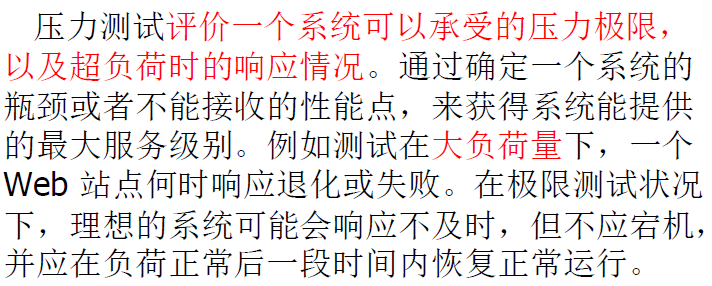 压力测试评价一个系统可以承受的压力极限，
以及超负荷时的响应情况。通过确定一个系统的
瓶颈或者不能接收的性能点，来获得系统能提供
的最大服务级别。例如测试在大负荷量下，一个
Web 站点何时响应退化或失败。在极限测试状况
下，理想的系统可能会响应不及时，但不应宕机，
并应在负荷正常后一段时间内恢复正常运行。